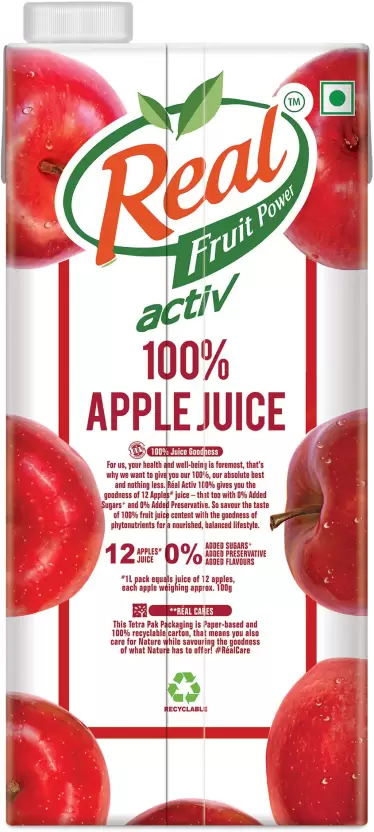 Real
TM
Fruit Power
activ
100%
APPLE JUICE
100% Juice Goodness
For us, your health and well-being is foremost, that's
why we want to give you our 100%, our absolute best
and nothing less. Réal Activ 100% gives you the
goodness of 12 Apples# juice – that too with 0% Added
Sugars* and 0% Added Preservative. So savour the taste
of 100% fruit juice content with the goodness of
phytonutrients for a nourished, balanced lifestyle.
12 APPLES# JUICE 0% ADDED SUGARS*
ADDED PRESERVATIVE
ADDED FLAVOURS
#1L pack equals juice of 12 apples,
each apple weighing approx. 100g
**RÉAL CARES
This Tetra Pak Packaging is Paper-based and
100% recyclable carton, that means you also
care for Nature while savouring the goodness
of what Nature has to offer! #RéalCare
RECYCLABLE